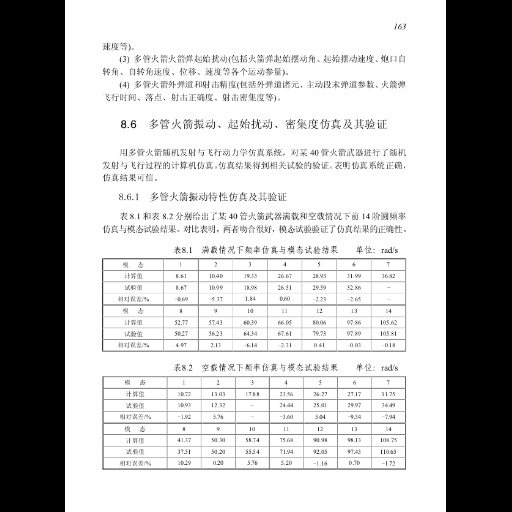 163
速度等)。
(3) 多管火箭火箭弹起始扰动(包括火箭弹起始摆动角、起始摆动速度、炮口自
转角、自转角速度、位移、速度等各个运动参量)。
(4) 多管火箭外弹道和射击精度(包括外弹道诸元、主动段末弹道参数、火箭弹
飞行时间、落点、射击正确度、射击密集度等)。
8.6 多管火箭振动、起始扰动、密集度仿真及其验证
用多管火箭随机发射与飞行动力学仿真系统，对某 40 管火箭武器进行了随机
发射与飞行过程的计算机仿真。仿真结果得到相关试验的验证。表明仿真系统正确，
仿真结果可信。
8.6.1 多管火箭振动特性仿真及其验证
表 8.1 和表 8.2 分别给出了某 40 管火箭武器满载和空载情况下前 14 阶圆频率
仿真与模态试验结果。对比表明，两者吻合很好，模态试验验证了仿真结果的正确性。
表8.1 满载情况下频率仿真与模态试验结果 单位：rad/s
模 态 1 2 3 4 5 6 7
计算值 8.61 10.40 19.33 26.67 28.93 31.99 36.82
试验值 8.67 10.99 18.98 26.51 29.59 32.86 –
相对误差/% –0.69 –5.37 1.84 0.60 –2.23 –2.65 –
模 态 8 9 10 11 12 13 14
计算值 52.77 57.43 60.39 66.05 80.06 97.86 105.62
试验值 50.27 56.23 64.34 67.61 79.73 97.89 105.81
相对误差/% 4.97 2.13 –6.14 –2.31 0.41 –0.03 –0.18
表8.2 空载情况下频率仿真与模态试验结果 单位：rad/s
模 态 1 2 3 4 5 6 7
计算值 10.72 13.03 17.88 23.56 26.27 27.17 31.75
试验值 10.93 12.32 – 24.44 25.01 29.97 34.49
相对误差/% –1.92 5.76 – –3.60 5.04 –9.34 –7.94
模 态 8 9 10 11 12 13 14
计算值 41.37 50.30 58.74 75.68 90.98 98.13 108.75
试验值 37.51 50.20 55.54 71.94 92.05 97.45 110.65
相对误差/% 10.29 0.20 5.76 5.20 –1.16 0.70 –1.72